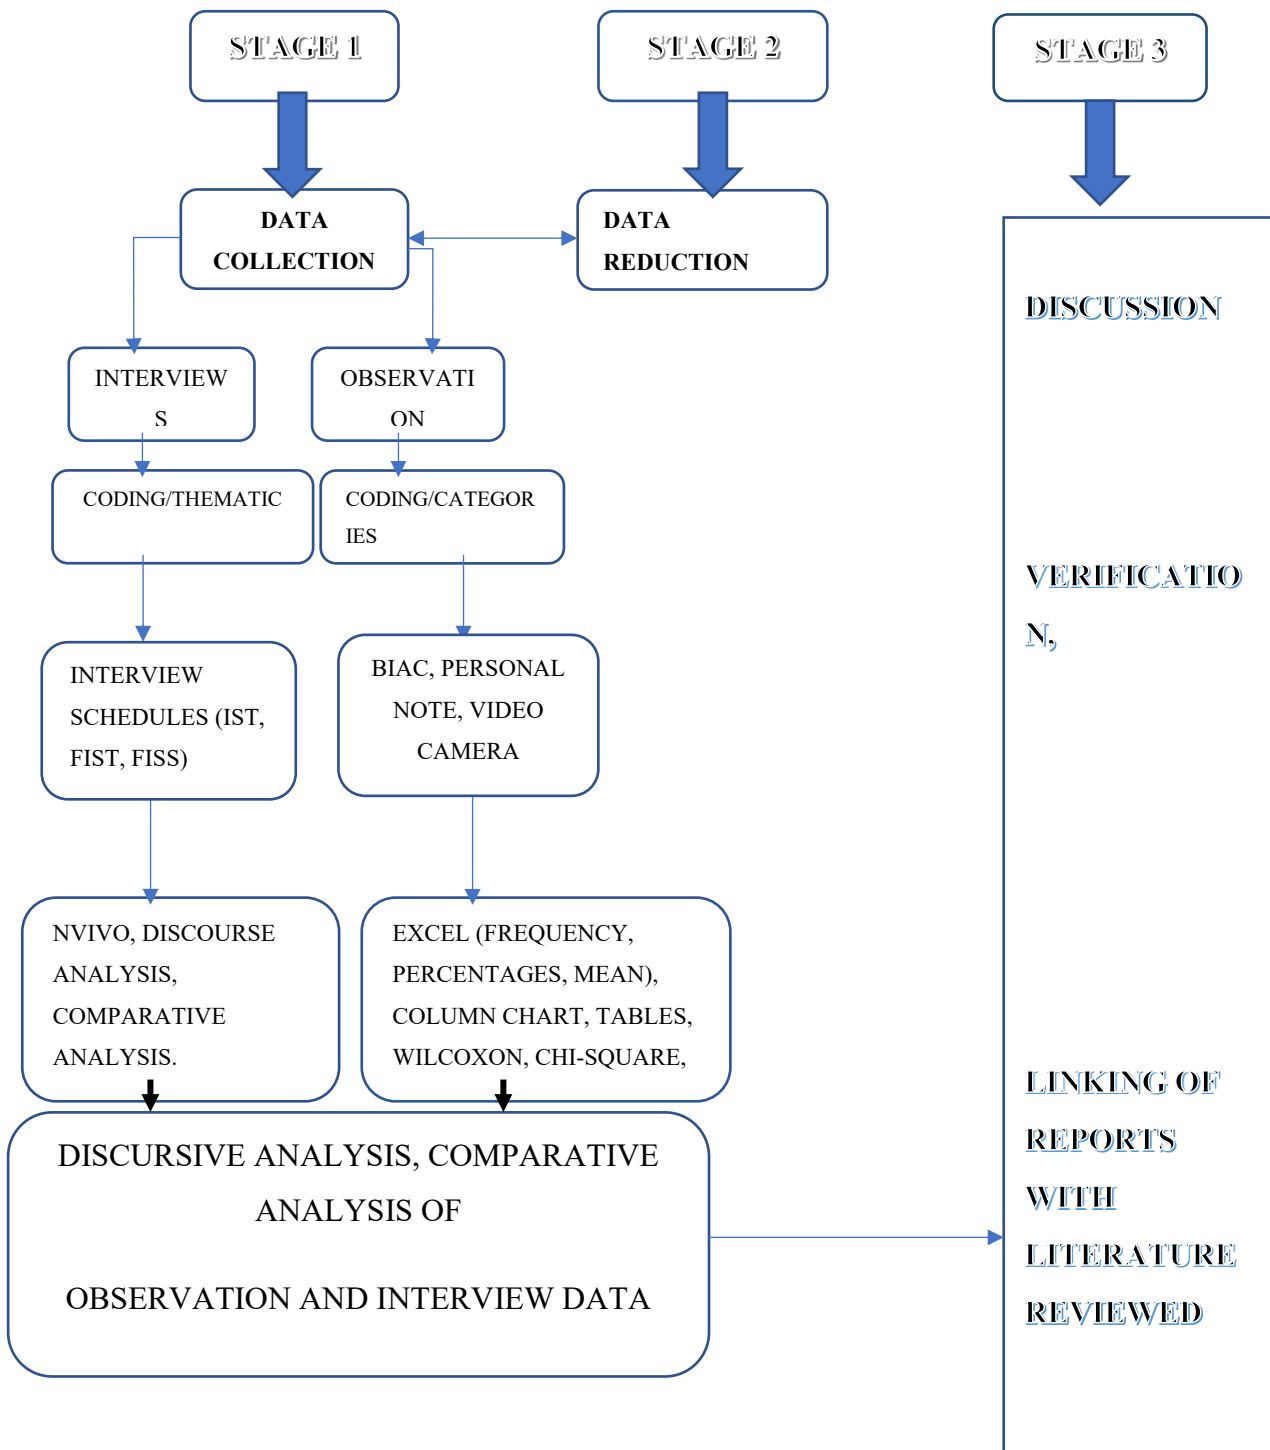 STAGE 1
STAGE 2
STAGE 3
DATA
COLLECTION
DATA
REDUCTION
INTERVIEW
S
OBSERVATI
ON
CODING/THEMATIC
CODING/CATEGOR
IES
INTERVIEW
SCHEDULES (IST,
FIST, FISS)
BIAC, PERSONAL
NOTE, VIDEO
CAMERA
NVIVO, DISCOURSE
ANALYSIS,
COMPARATIVE
ANALYSIS.
EXCEL (FREQUENCY,
PERCENTAGES, MEAN),
COLUMN CHART, TABLES,
WILCOXON, CHI-SQUARE,
DISCURSIVE ANALYSIS, COMPARATIVE
ANALYSIS OF
OBSERVATION AND INTERVIEW DATA
DISCUSSION
VERIFICATIO
N,
LINKING OF
REPORTS
WITH
LITERATURE
REVIEWED